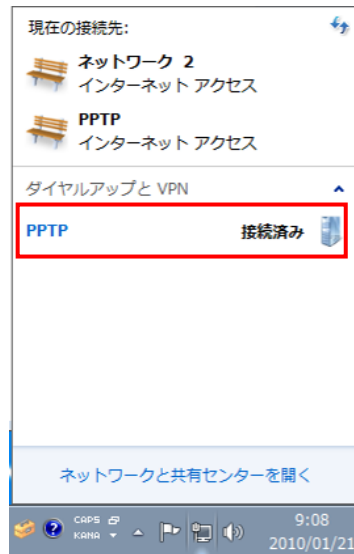 現在の接続先:
ネットワーク 2
インターネット アクセス
PPTP
インターネット アクセス
ダイヤルアップと VPN
PPTP 接続済み
ネットワークと共有センターを開く
CAPS
KANA
9:08
2010/01/21